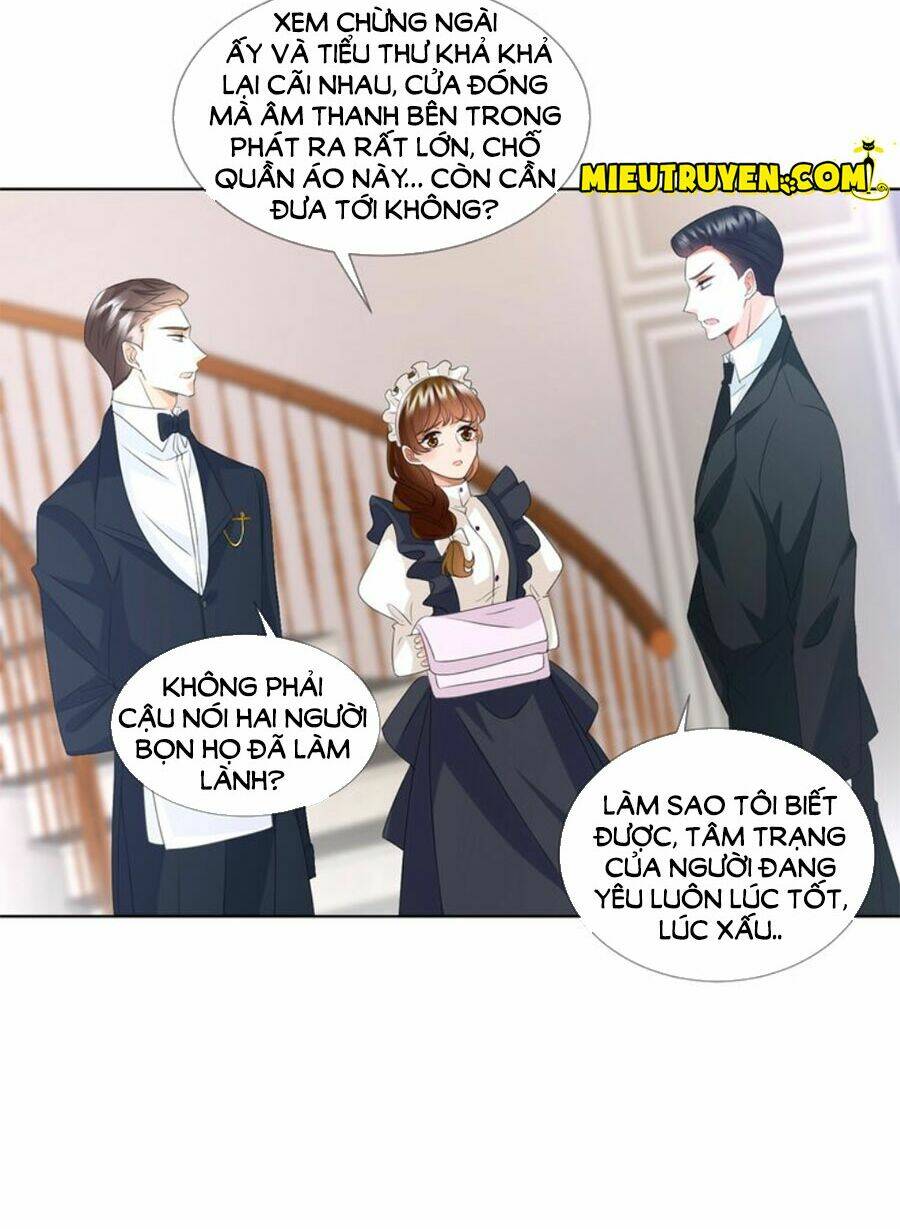 XEM CHỪNG NGÀI
ẤY VÀ TIỂU THƯ KHẢ KHẢ
LẠI CÃI NHAU, CỬA ĐÓNG
MÀ ÂM THANH BÊN TRONG
PHÁT RA RẤT LỚN, CHỖ
QUẦN ÁO NÀY... CÒN CẦN
ĐƯA TỚI KHÔNG?
MIEUTRUYEN.COM
KHÔNG PHẢI
CẬU NÓI HAI NGƯỜI
BỌN HỌ ĐÃ LÀM
LÀNH?
LÀM SAO TÔI BIẾT
ĐƯỢC, TÂM TRẠNG
CỦA NGƯỜI ĐANG
YÊU LUÔN LÚC TỐT,
LÚC XẤU..